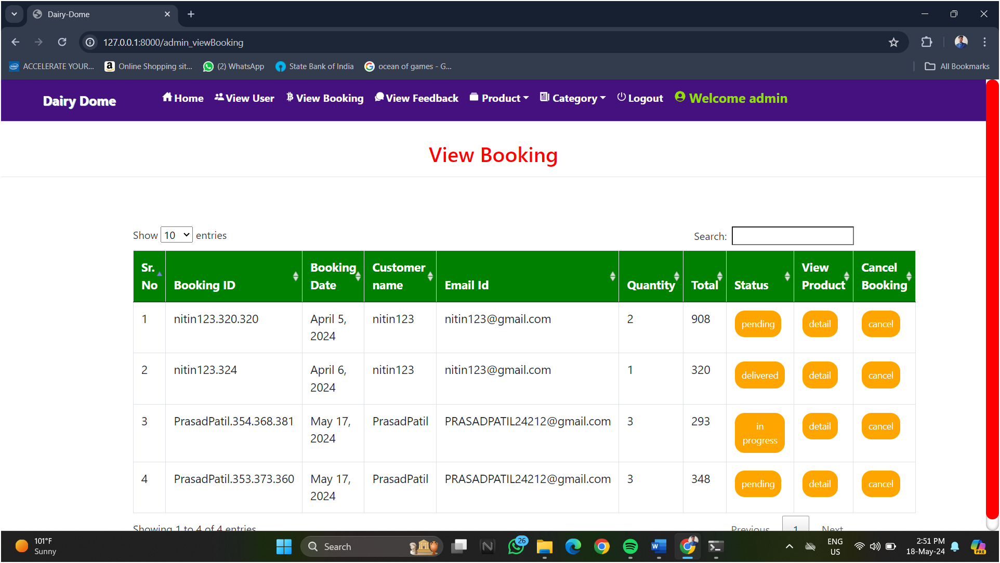 Dairy-Dome
127.0.0.1:8000/admin_viewBooking
ACCELERATE YOUR... Online Shopping sit... (2) WhatsApp State Bank of India ocean of games - G... All Bookmarks
Dairy Dome Home View User View Booking View Feedback Product Category Logout Welcome admin
View Booking
Show 10 entries Search:
Sr. No Booking ID Booking Date Customer name Email Id Quantity Total Status View Product Cancel Booking
1 nitin123.320.320 April 5, 2024 nitin123 nitin123@gmail.com 2 908 pending detail cancel
2 nitin123.324 April 6, 2024 nitin123 nitin123@gmail.com 1 320 delivered detail cancel
3 PrasadPatil.354.368.381 May 17, 2024 PrasadPatil PRASADPATIL24212@gmail.com 3 293 in progress detail cancel
4 PrasadPatil.353.373.360 May 17, 2024 PrasadPatil PRASADPATIL24212@gmail.com 3 348 pending detail cancel
Showing 1 to 4 of 4 entries Previous 1 Next
101°F
Sunny
Search
26
ENG
US
2:51 PM
18-May-24
PRE